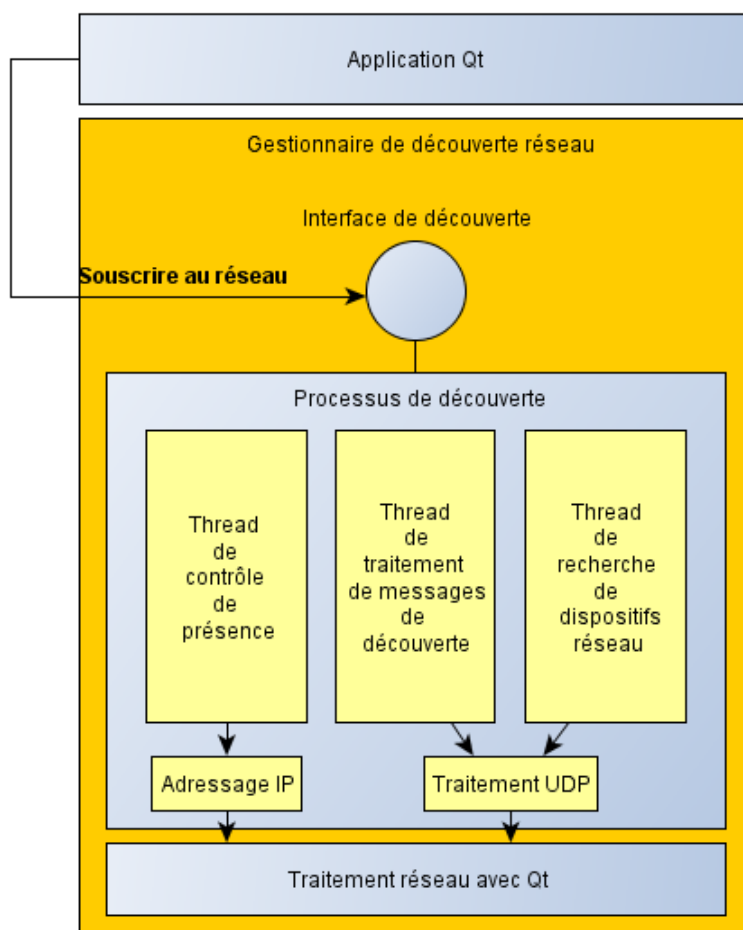 Application Qt
Gestionnaire de découverte réseau
Interface de découverte
Souscrire au réseau
Processus de découverte
Thread
de
contrôle
de
présence
Thread
de
traitement
de messages
de
découverte
Thread
de
recherche
de
dispositifs
réseau
Adressage IP
Traitement UDP
Traitement réseau avec Qt